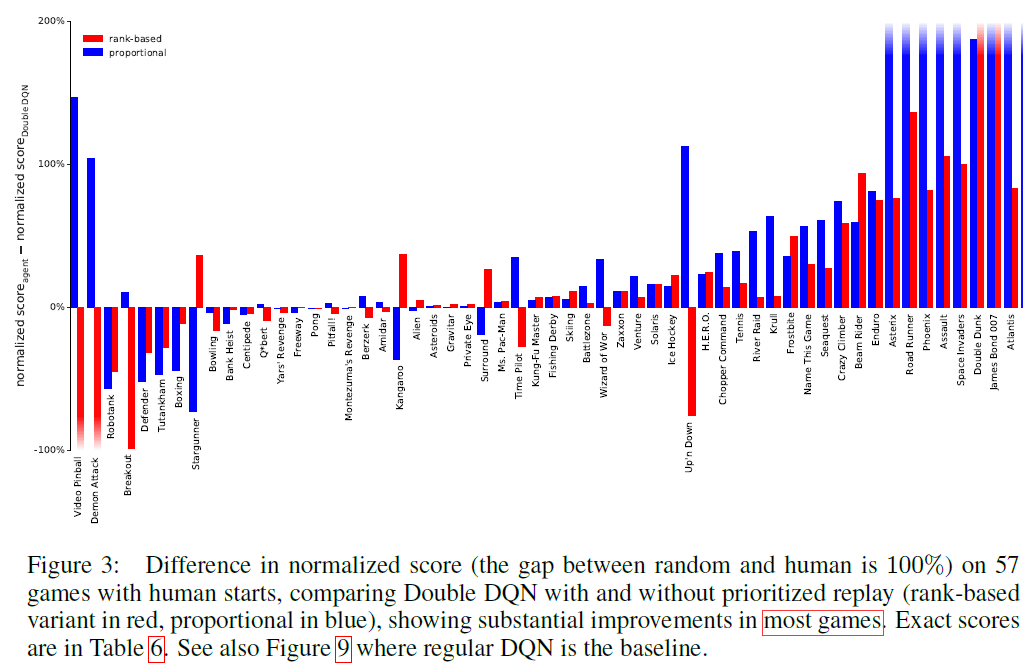 200%
100%
0%
-100%
normalized score_agent − normalized score_Double DQN
rank-based
proportional
Video Pinball
Demon Attack
Robotank
Breakout
Defender
Tutankham
Boxing
Stargunner
Bowling
Bank Heist
Centipede
Q*bert
Yars' Revenge
Freeway
Pong
Pitfall!
Montezuma's Revenge
Berzerk
Amidar
Kangaroo
Alien
Asteroids
Gravitar
Private Eye
Surround
Ms. Pac-Man
Time Pilot
Kung-Fu Master
Fishing Derby
Skiing
Battlezone
Wizard of Wor
Zaxxon
Venture
Solaris
Ice Hockey
Up'n Down
H.E.R.O.
Chopper Command
Tennis
River Raid
Krull
Frostbite
Name This Game
Seaquest
Crazy Climber
Beam Rider
Enduro
Asterix
Road Runner
Phoenix
Assault
Space Invaders
Double Dunk
James Bond 007
Atlantis
Figure 3: Difference in normalized score (the gap between random and human is 100%) on 57
games with human starts, comparing Double DQN with and without prioritized replay (rank-based
variant in red, proportional in blue), showing substantial improvements in most games. Exact scores
are in Table 6. See also Figure 9 where regular DQN is the baseline.